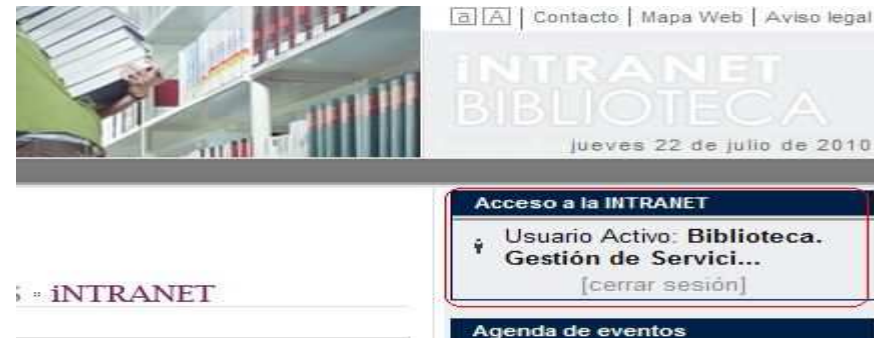 a A | Contacto | Mapa Web | Aviso legal
iNTRANET
BIBLIOTECA
jueves 22 de julio de 2010
Acceso a la INTRANET
Usuario Activo: Biblioteca.
Gestión de Servici...
[cerrar sesión]
s » iNTRANET
Agenda de eventos